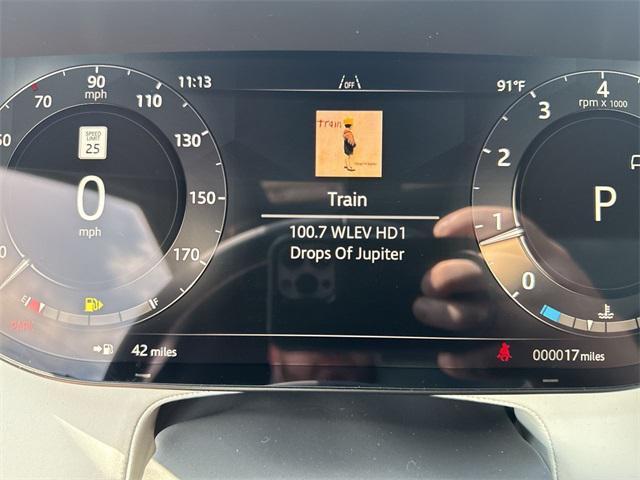 11:13
OFF
91°F
90
mph
70
110
130
150
170
SPEED
LIMIT
25
0
mph
Train
Train
100.7 WLEV HD1
Drops Of Jupiter
4
rpm x 1000
3
2
1
0
P
E
F
42 miles
000017 miles